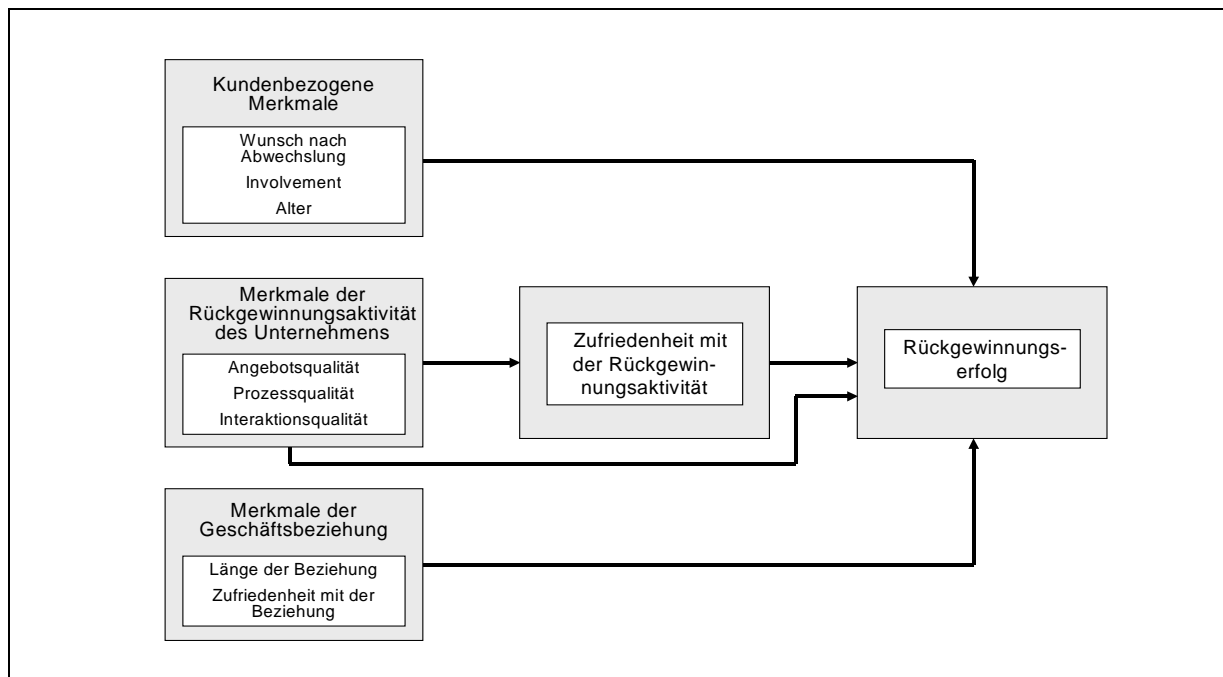 Kundenbezogene
Merkmale
Wunsch nach
Abwechslung
Involvement
Alter
Merkmale der
Rückgewinnungsaktivität
des Unternehmens
Angebotsqualität
Prozessqualität
Interaktionsqualität
Zufriedenheit mit
der Rückgewin-
nungsaktivität
Rückgewinnungs-
erfolg
Merkmale der
Geschäftsbeziehung
Länge der Beziehung
Zufriedenheit mit der
Beziehung